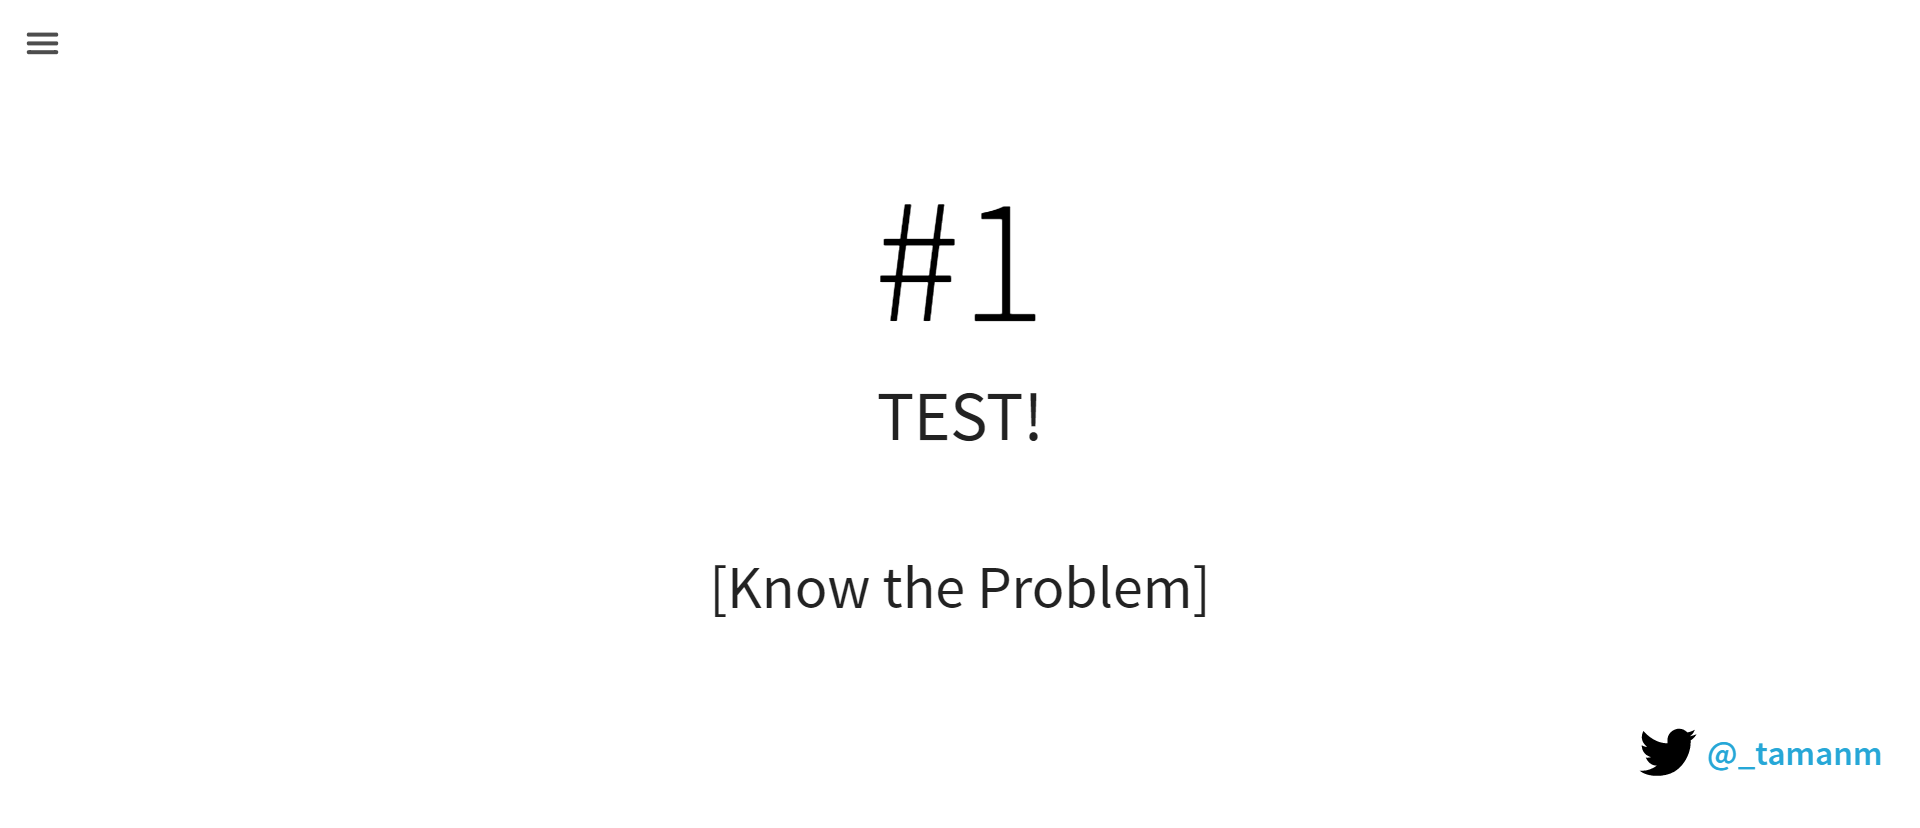 #1
TEST!
[Know the Problem]
@_tamanm